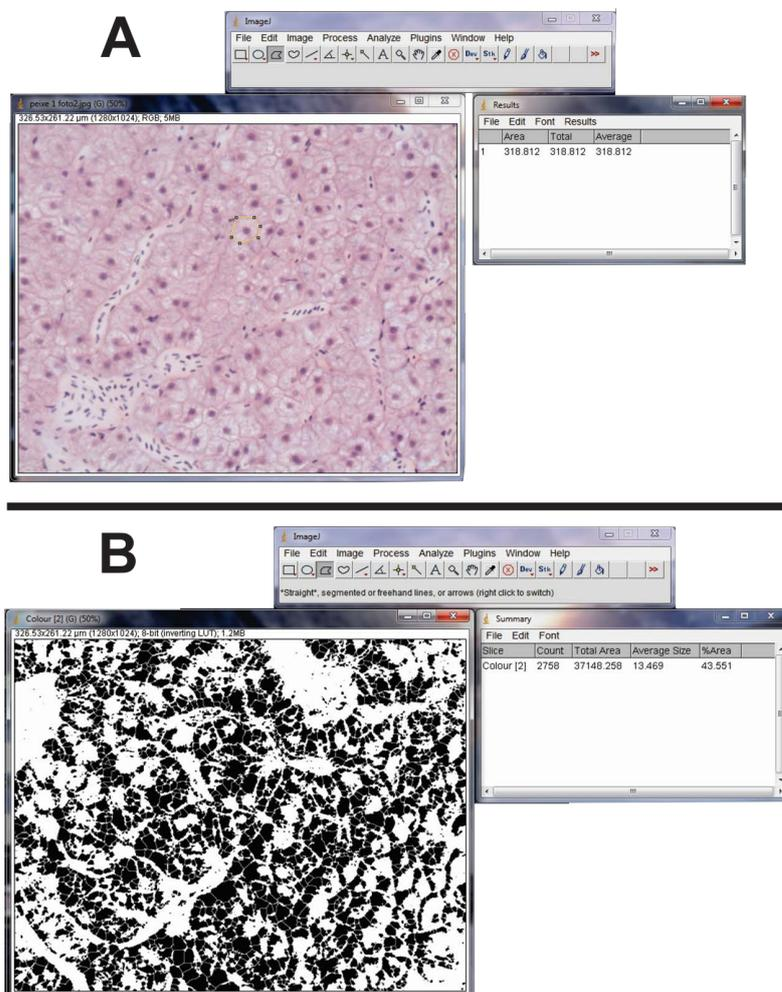 A
ImageJ
File Edit Image Process Analyze Plugins Window Help
A Dev Stk >>
peixe 1 foto2.jpg (G) (50%)
326.53x261.22 µm (1280x1024); RGB; 5MB
Results
File Edit Font Results
Area Total Average
1 318.812 318.812 318.812
B
ImageJ
File Edit Image Process Analyze Plugins Window Help
A Dev Stk >>
*Straight*, segmented or freehand lines, or arrows (right click to switch)
Colour [2] (G) (50%)
326.53x261.22 µm (1280x1024); 8-bit (inverting LUT); 1.2MB
Summary
File Edit Font
Slice Count Total Area Average Size %Area
Colour [2] 2758 37148.258 13.469 43.551